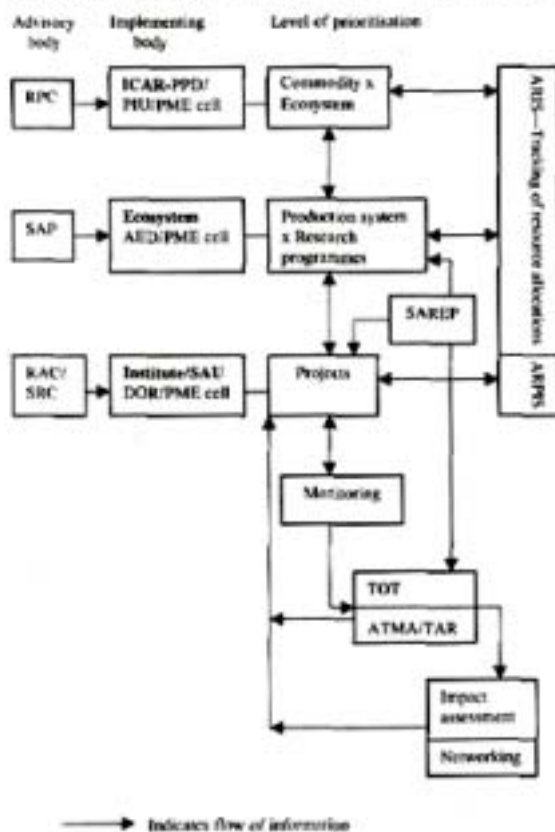 Advisory
body
Implementing
body
Level of prioritisation
RPC
ICAR-PPD/
PIU/PME cell
Commodity x
Ecosystem
SAP
Ecosystem
AED/PME cell
Production system
x Research
programmes
SAREP
RAC/
SRC
Institute/SAU
DOR/PME cell
Projects
ARIS—Tracking of resource allocations
ARPIS
Monitoring
TOT
ATMA/TAR
Impact
assessment
Networking
Indicates flow of information